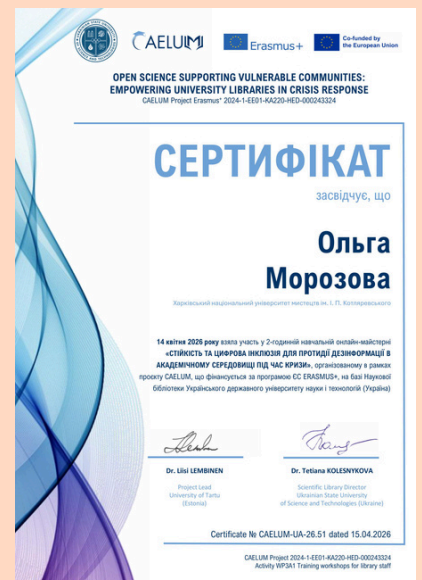 CAELUM
Erasmus+
Co-funded by
the European Union
OPEN SCIENCE SUPPORTING VULNERABLE COMMUNITIES:
EMPOWERING UNIVERSITY LIBRARIES IN CRISIS RESPONSE
CAELUM Project Erasmus⁺ 2024-1-EE01-KA220-HED-000243324
СЕРТИФІКАТ
засвідчує, що
Ольга
Морозова
Харківський національний університет мистецтв ім. І. П. Котляревського
14 квітня 2026 року взяла участь у 2-годинній навчальній онлайн-майстерні
«СТІЙКІСТЬ ТА ЦИФРОВА ІНКЛЮЗІЯ ДЛЯ ПРОТИДІЇ ДЕЗІНФОРМАЦІЇ В
АКАДЕМІЧНОМУ СЕРЕДОВИЩІ ПІД ЧАС КРИЗИ», організованому в рамках
проєкту CAELUM, що фінансується за програмою ЄС ERASMUS+, на базі Наукової
бібліотеки Українського державного університету науки і технологій (Україна)
Dr. Liisi LEMBINEN
Project Lead
University of Tartu
(Estonia)
Dr. Tetiana KOLESNYKOVA
Scientific Library Director
Ukrainian State University
of Science and Technologies (Ukraine)
Certificate № CAELUM-UA-26.51 dated 15.04.2026
CAELUM Project 2024-1-EE01-KA220-HED-000243324
Activity WP3A1 Training workshops for library staff